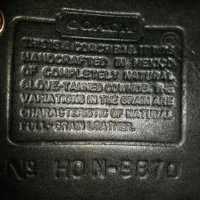 COACH
THIS IS A COACH BAG. IT WAS
HANDCRAFTED IN MEXICO
OF COMPLETELY NATURAL
GLOVE-TANNED COWHIDE. THE
VARIATIONS IN THE GRAIN ARE
CHARACTERISTIC OF NATURAL
FULL-GRAIN LEATHER.
Nº HON-9870